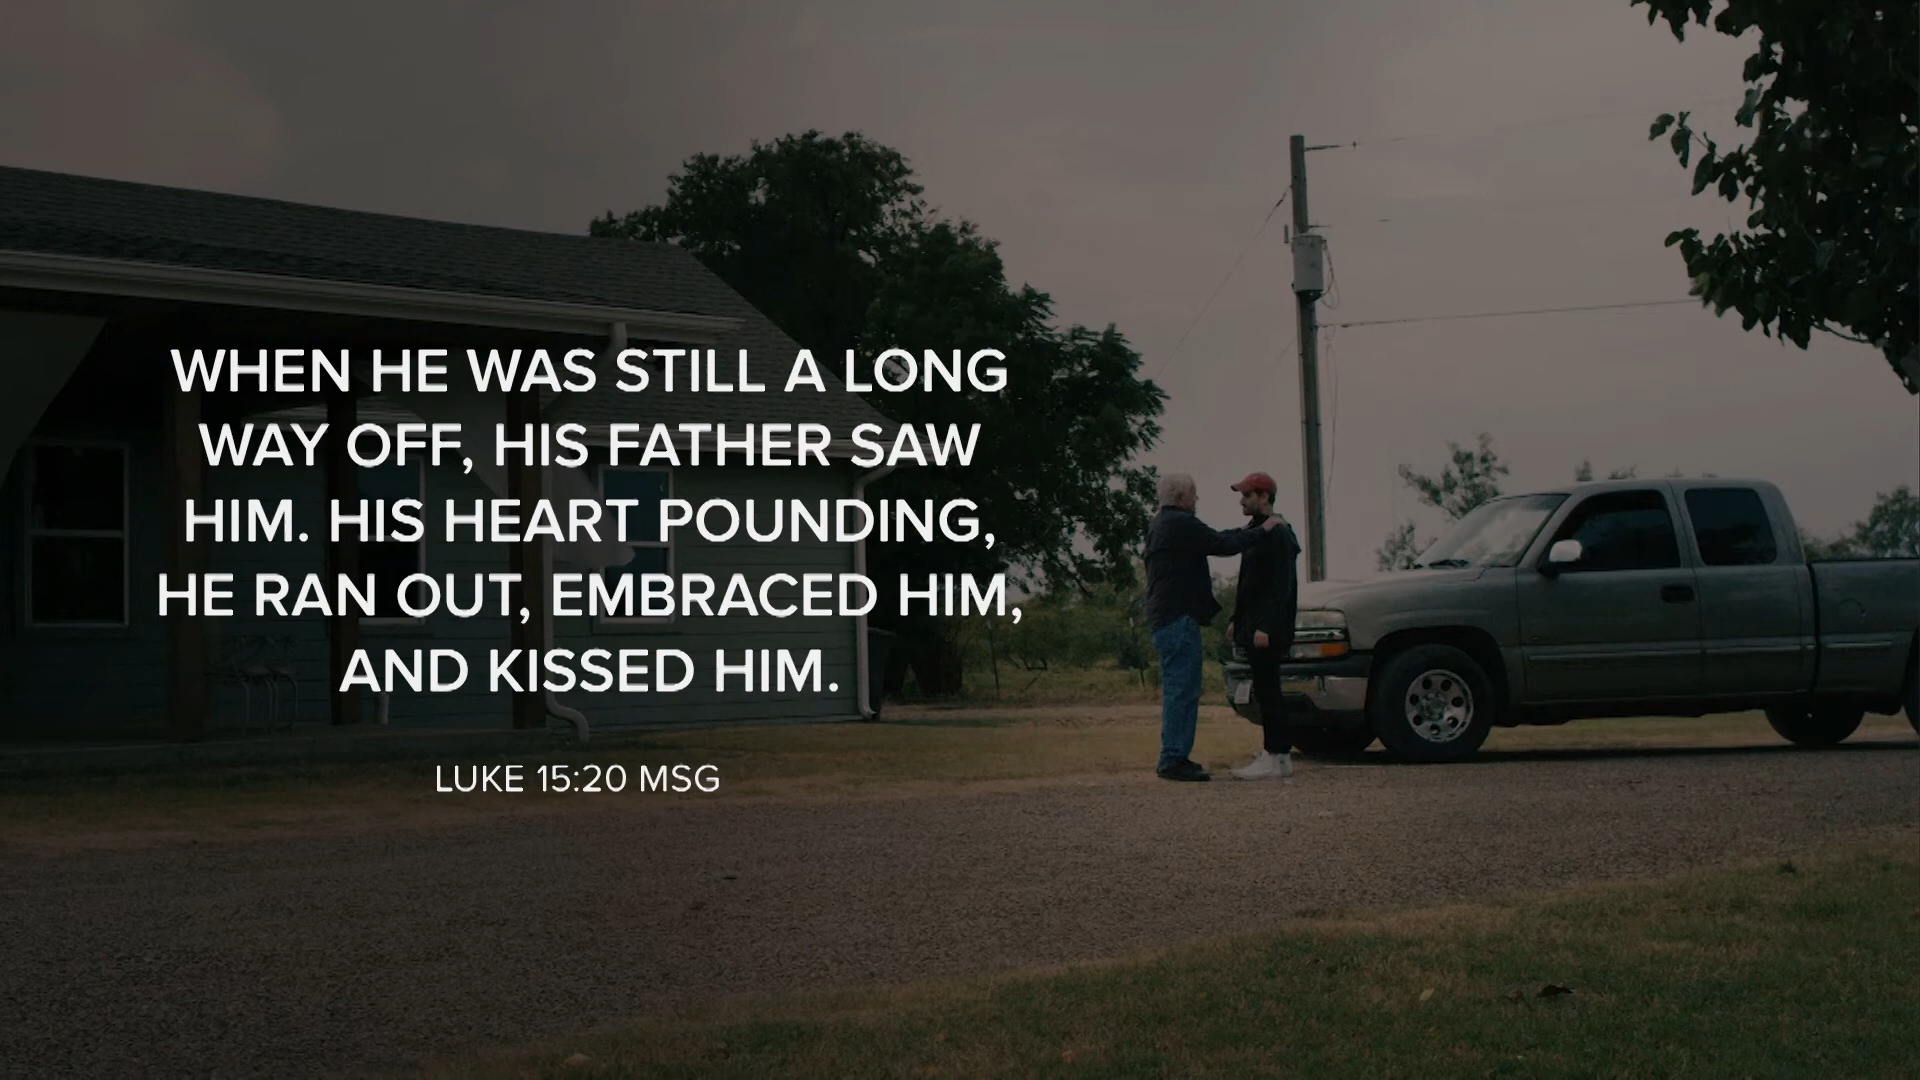 WHEN HE WAS STILL A LONG
WAY OFF, HIS FATHER SAW
HIM. HIS HEART POUNDING,
HE RAN OUT, EMBRACED HIM,
AND KISSED HIM.
LUKE 15:20 MSG